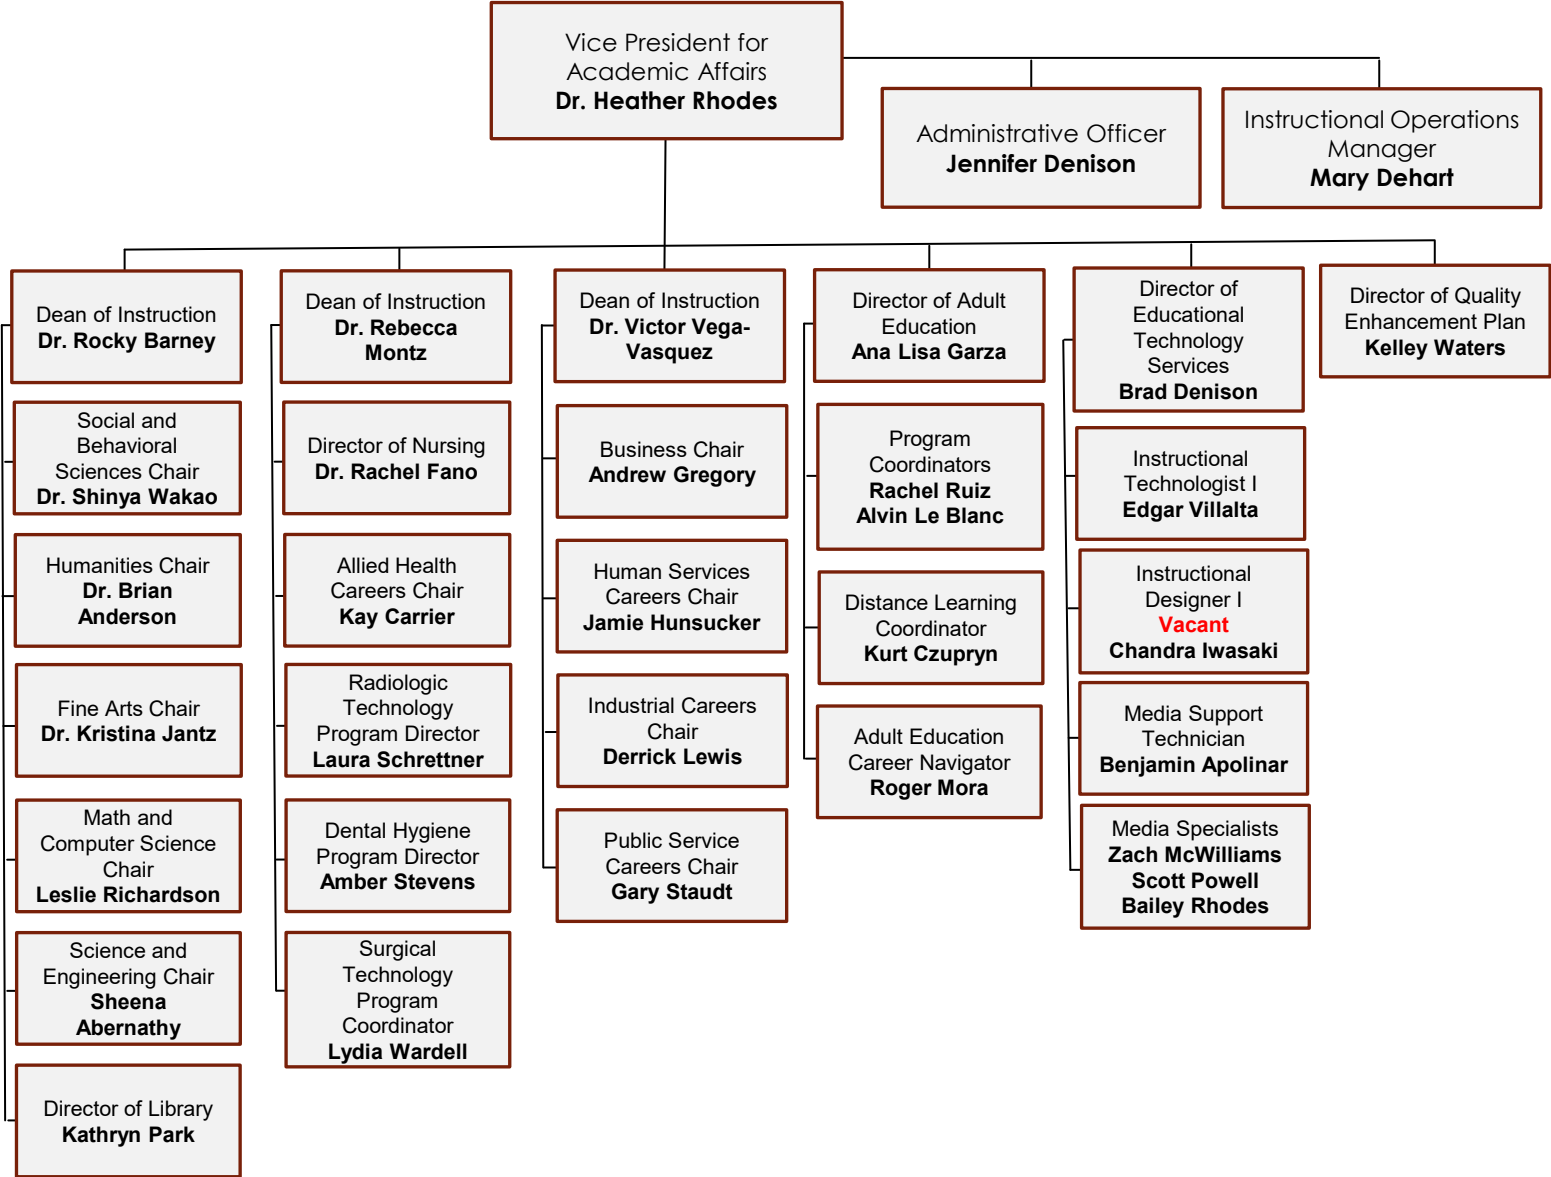 Vice President for
Academic Affairs
Dr. Heather Rhodes
Administrative Officer
Jennifer Denison
Instructional Operations
Manager
Mary Dehart
Dean of Instruction
Dr. Rocky Barney
Social and
Behavioral
Sciences Chair
Dr. Shinya Wakao
Humanities Chair
Dr. Brian
Anderson
Fine Arts Chair
Dr. Kristina Jantz
Math and
Computer Science
Chair
Leslie Richardson
Science and
Engineering Chair
Sheena
Abernathy
Director of Library
Kathryn Park
Dean of Instruction
Dr. Rebecca
Montz
Director of Nursing
Dr. Rachel Fano
Allied Health
Careers Chair
Kay Carrier
Radiologic
Technology
Program Director
Laura Schrettner
Dental Hygiene
Program Director
Amber Stevens
Surgical
Technology
Program
Coordinator
Lydia Wardell
Dean of Instruction
Dr. Victor Vega-
Vasquez
Business Chair
Andrew Gregory
Human Services
Careers Chair
Jamie Hunsucker
Industrial Careers
Chair
Derrick Lewis
Public Service
Careers Chair
Gary Staudt
Director of Adult
Education
Ana Lisa Garza
Program
Coordinators
Rachel Ruiz
Alvin Le Blanc
Distance Learning
Coordinator
Kurt Czupryn
Adult Education
Career Navigator
Roger Mora
Director of
Educational
Technology
Services
Brad Denison
Instructional
Technologist I
Edgar Villalta
Instructional
Designer I
Vacant
Chandra Iwasaki
Media Support
Technician
Benjamin Apolinar
Media Specialists
Zach McWilliams
Scott Powell
Bailey Rhodes
Director of Quality
Enhancement Plan
Kelley Waters